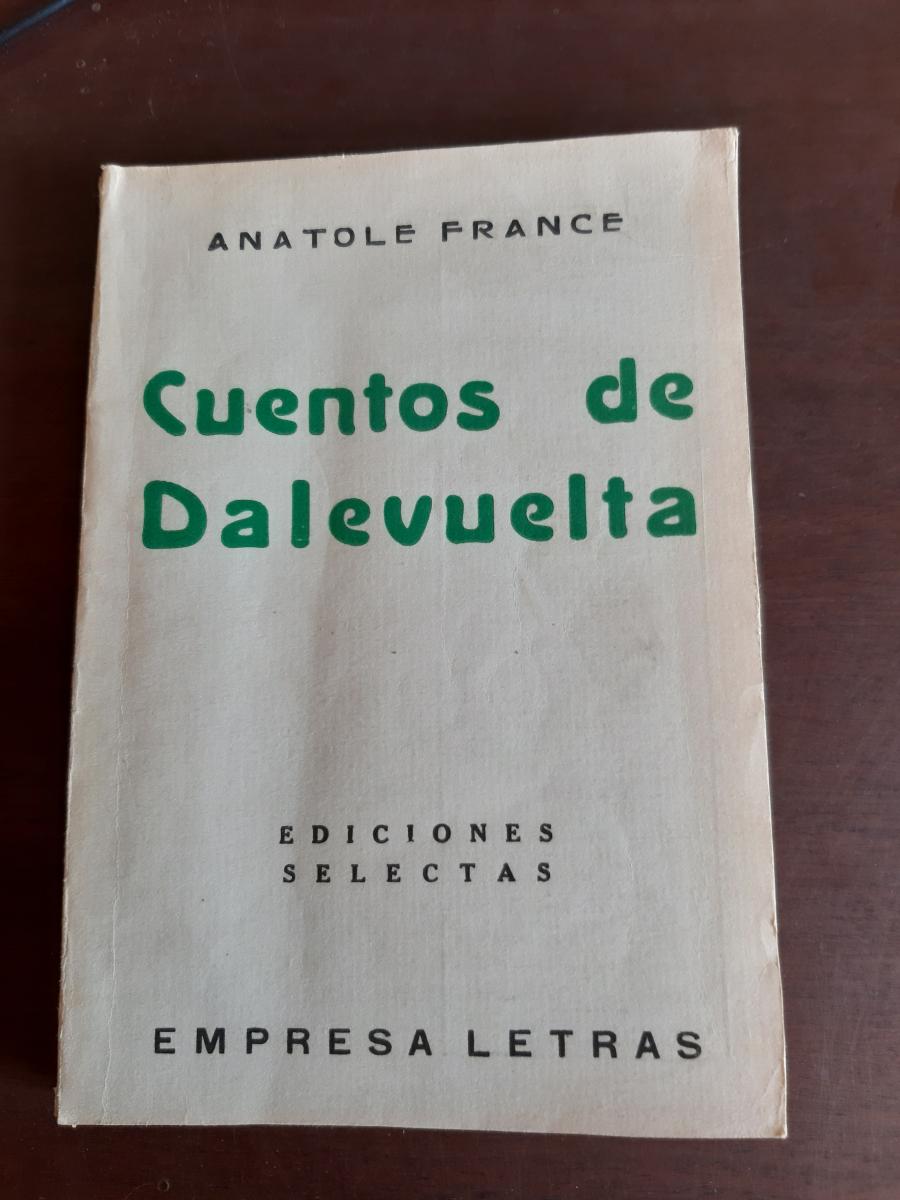 ANATOLE FRANCE
Cuentos de
Dalevuelta
EDICIONES
SELECTAS
EMPRESA LETRAS